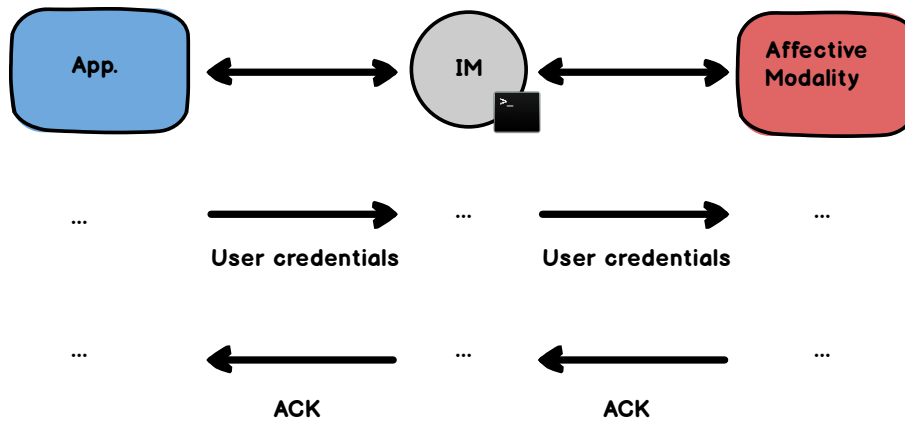 App.
IM
>_
Affective
Modality
... ... ...
User credentials User credentials
... ... ...
ACK ACK